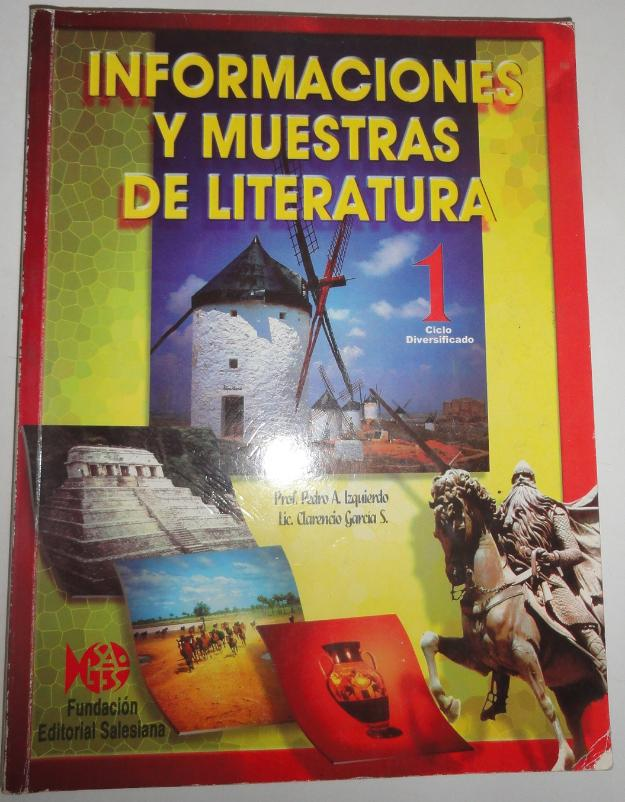 INFORMACIONES
Y MUESTRAS
DE LITERATURA
1
Ciclo
Diversificado
Prof. Pedro A. Izquierdo
Lic. Clarencio García S.
Fundación
Editorial Salesiana